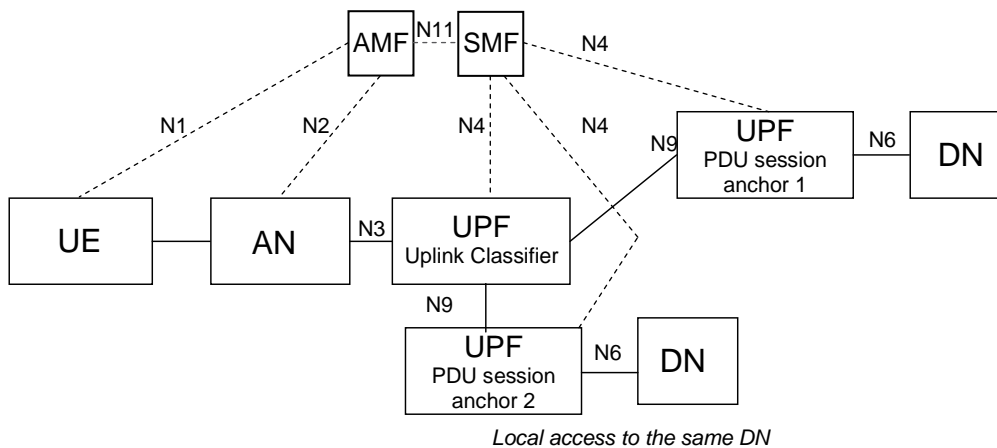 AMF
N11
SMF
N4
N1
N2
N4
N4
N9
UPF
PDU session
anchor 1
N6
DN
UE
AN
N3
UPF
Uplink Classifier
N9
UPF
PDU session
anchor 2
N6
DN
Local access to the same DN